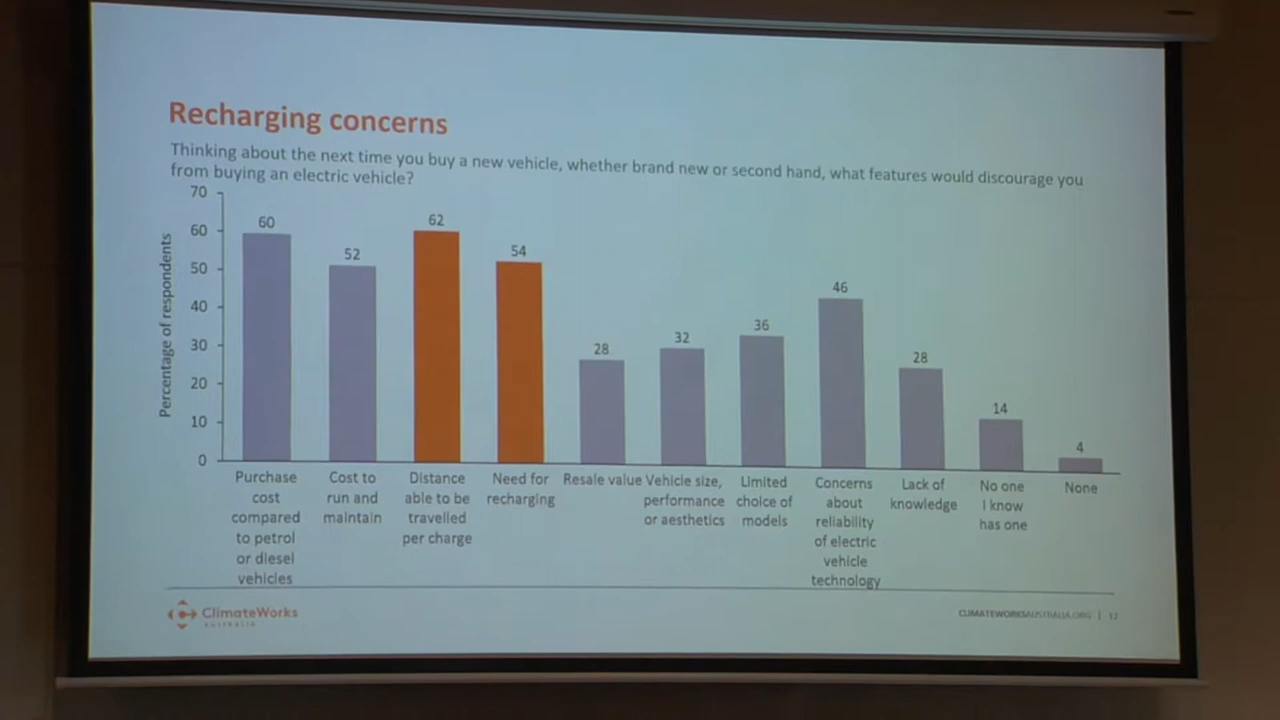 Recharging concerns
Thinking about the next time you buy a new vehicle, whether brand new or second hand, what features would discourage you
from buying an electric vehicle?
Percentage of respondents
70
60
50
40
30
20
10
0
60
52
62
54
28
32
36
46
28
14
4
Purchase
cost
compared
to petrol
or diesel
vehicles
Cost to
run and
maintain
Distance
able to be
travelled
per charge
Need for
recharging
Resale value
Vehicle size,
performance
or aesthetics
Limited
choice of
models
Concerns
about
reliability
of electric
vehicle
technology
Lack of
knowledge
No one
I know
has one
None
ClimateWorks
AUSTRALIA
CLIMATEWORKSAUSTRALIA.ORG | 12